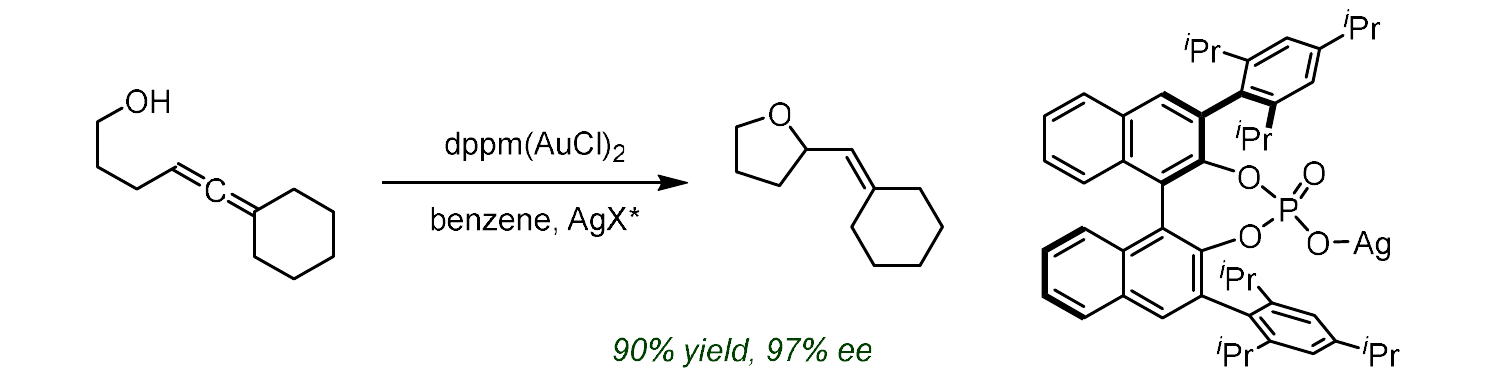 OH
C
dppm(AuCl)₂
benzene, AgX*
O
90% yield, 97% ee
iPr
iPr
iPr
O
O
P
O
O–Ag
iPr
iPr
iPr